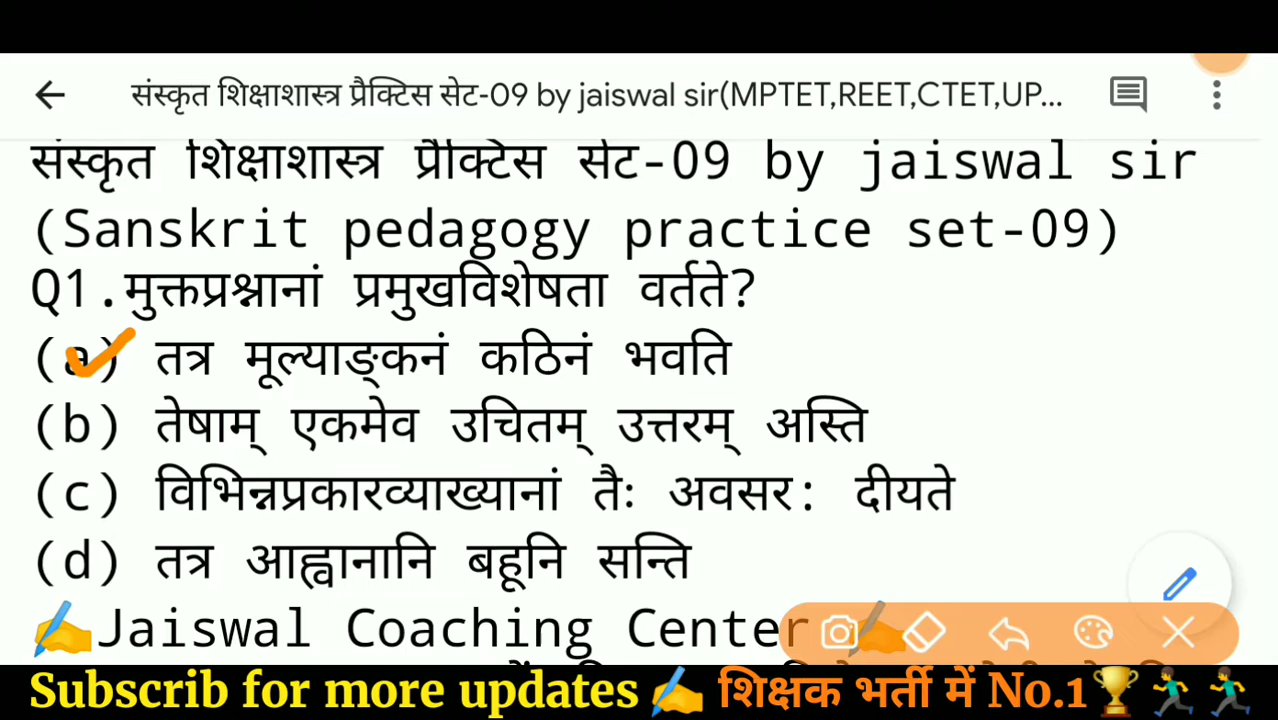 संस्कृत शिक्षाशास्त्र प्रैक्टिस सेट-09 by jaiswal sir(MPTET,REET,CTET,UP...
संस्कृत शिक्षाशास्त्र प्रैक्टिस सेट-09 by jaiswal sir
(Sanskrit pedagogy practice set-09)
Q1.मुक्तप्रश्नानां प्रमुखविशेषता वर्तते?
(a) तत्र मूल्याङ्कनं कठिनं भवति
(b) तेषाम् एकमेव उचितम् उत्तरम् अस्ति
(c) विभिन्नप्रकारव्याख्यानां तैः अवसर: दीयते
(d) तत्र आह्वानानि बहूनि सन्ति
✍Jaiswal Coaching Center✍
Subscrib for more updates✍ शिक्षक भर्ती में No.1🏆🏃‍♂️🏃‍♂️